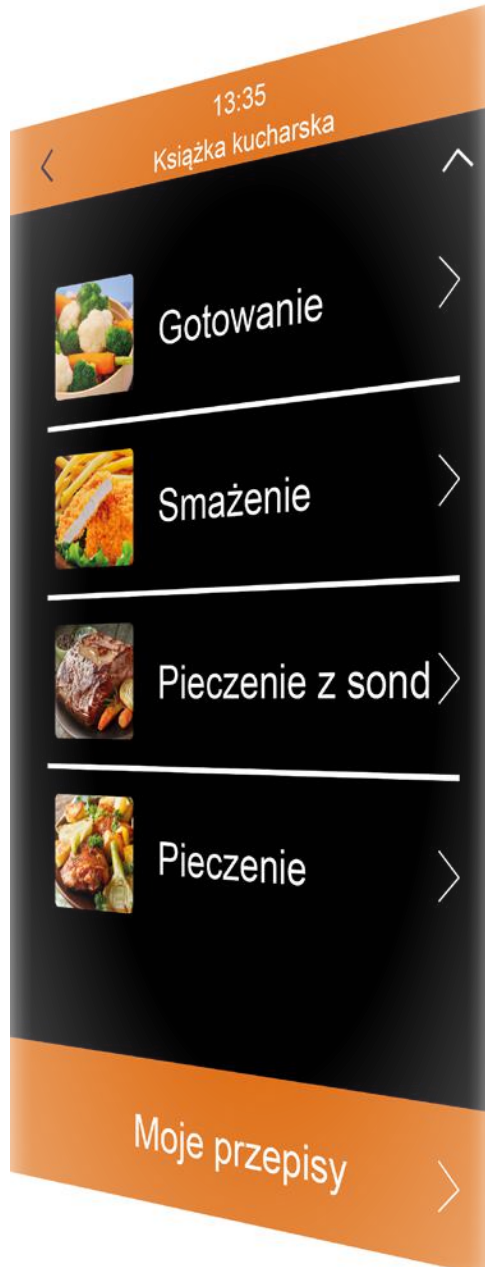 13:35
Książka kucharska
Gotowanie
Smażenie
Pieczenie z sond
Pieczenie
Moje przepisy